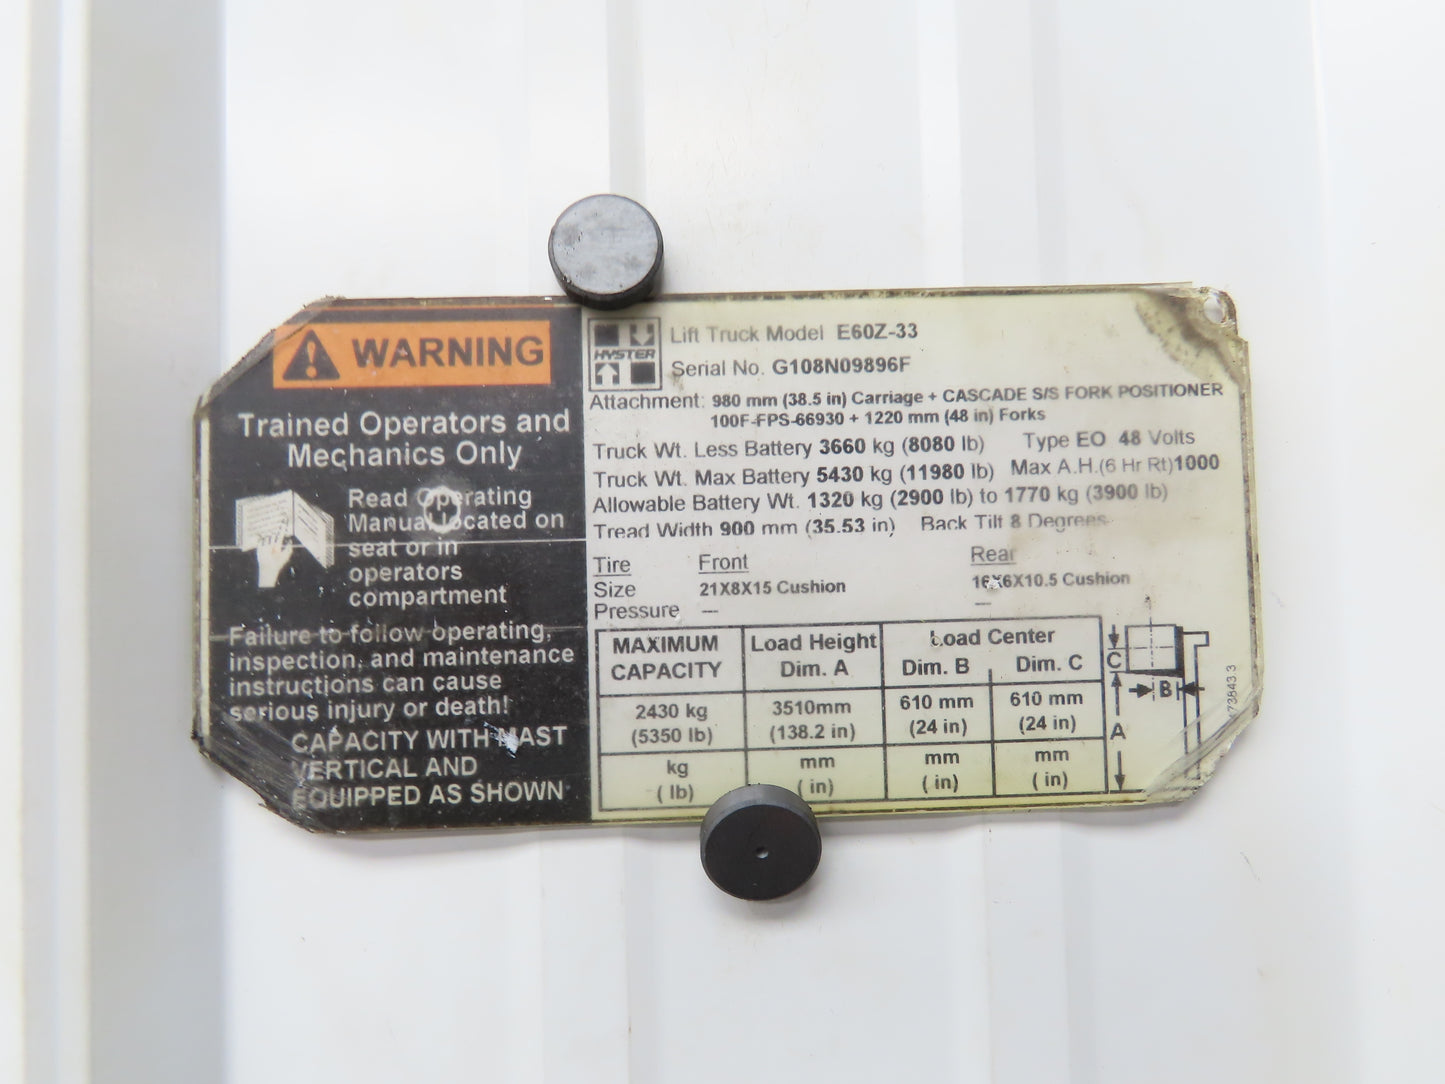 WARNING
Trained Operators and
Mechanics Only
Read Operating
Manual located on
seat or in
operators
compartment
Failure to follow operating,
inspection, and maintenance
instructions can cause
serious injury or death!
CAPACITY WITH MAST
VERTICAL AND
EQUIPPED AS SHOWN
HYSTER
Lift Truck Model E60Z-33
Serial No. G108N09896F
Attachment: 980 mm (38.5 in) Carriage + CASCADE S/S FORK POSITIONER
100F-FPS-66930 + 1220 mm (48 in) Forks
Truck Wt. Less Battery 3660 kg (8080 lb) Type EO 48 Volts
Truck Wt. Max Battery 5430 kg (11980 lb) Max A.H.(6 Hr Rt)1000
Allowable Battery Wt. 1320 kg (2900 lb) to 1770 kg (3900 lb)
Tread Width 900 mm (35.53 in) Back Tilt 8 Degrees
Tire Front Rear
Size 21X8X15 Cushion 16X6X10.5 Cushion
Pressure — —
MAXIMUM CAPACITY Load Height Dim. A Load Center Dim. B Dim. C
2430 kg (5350 lb) 3510mm (138.2 in) 610 mm (24 in) 610 mm (24 in)
kg ( lb) mm ( in) mm ( in) mm ( in)
C
B
A